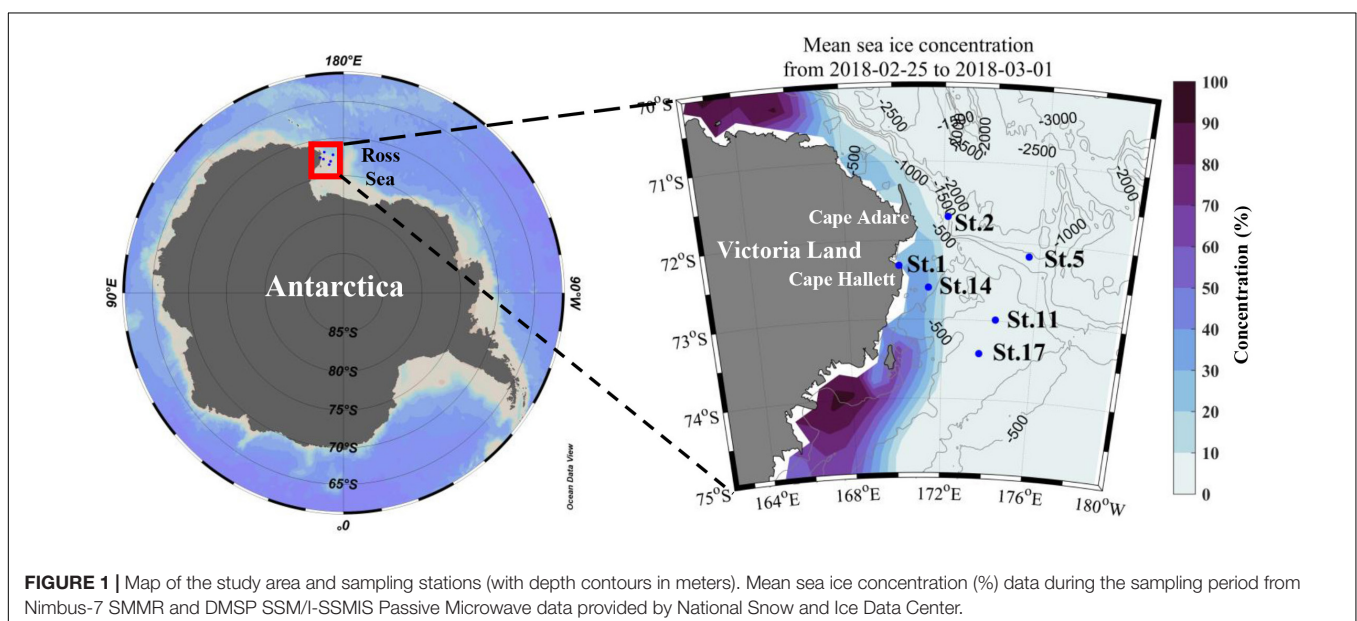 180°E
Ross
Sea
90°E
Antarctica
90°W
85°S
80°S
75°S
70°S
65°S
0°
Ocean Data View
Mean sea ice concentration
from 2018-02-25 to 2018-03-01
70°S
71°S
72°S
73°S
74°S
75°S
164°E
168°E
172°E
176°E
180°W
-2500
-1500
-2000
-3000
-2500
-500
-1000
-2000
-2000
-1500
-500
-1000
Cape Adare
St.2
Victoria Land
St.1
St.5
Cape Hallett
St.14
-500
St.11
St.17
-500
100
90
80
70
60
50
40
30
20
10
0
Concentration (%)
FIGURE 1 | Map of the study area and sampling stations (with depth contours in meters). Mean sea ice concentration (%) data during the sampling period from
Nimbus-7 SMMR and DMSP SSM/I-SSMIS Passive Microwave data provided by National Snow and Ice Data Center.